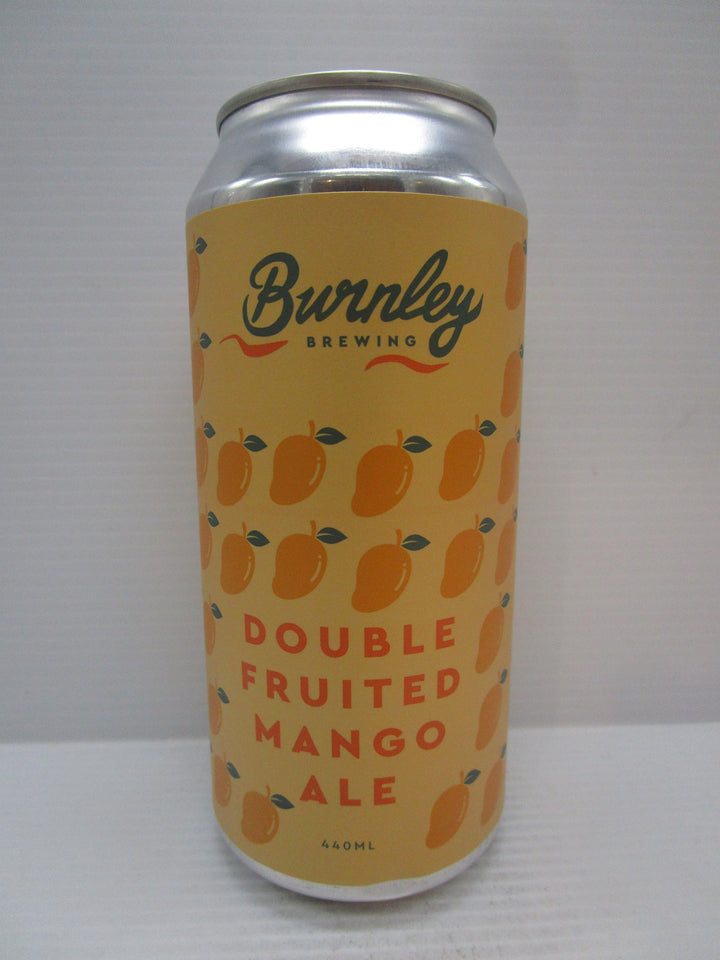 Burnley
BREWING
DOUBLE
FRUITED
MANGO
ALE
440ML